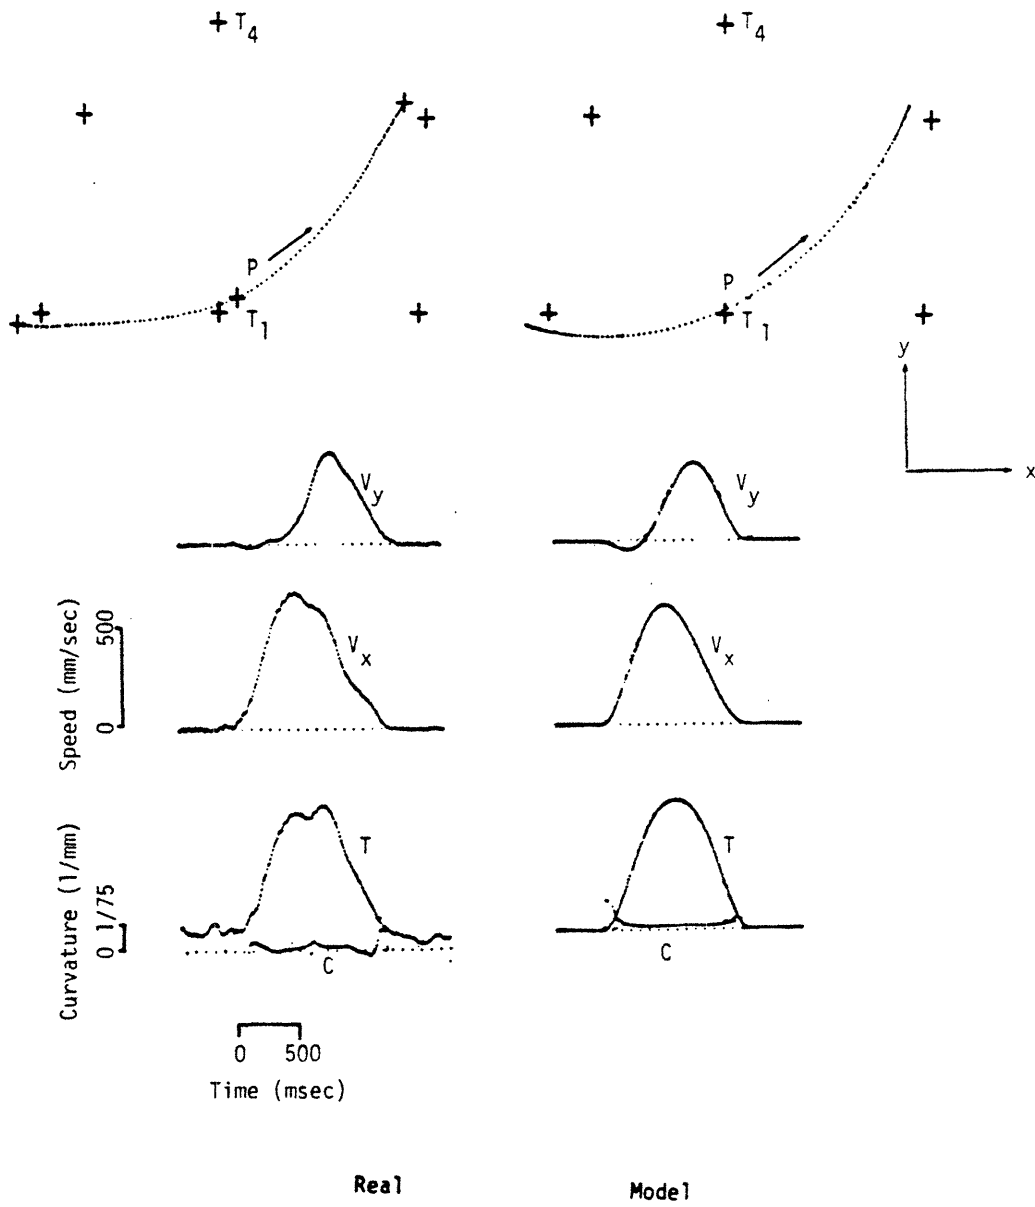 T4
T4
P
T1
P
T1
y
x
Vy
Vy
Speed (mm/sec)
500
0
Vx
Vx
Curvature (1/mm)
1/75
0
T
C
T
C
0 500
Time (msec)
Real
Model